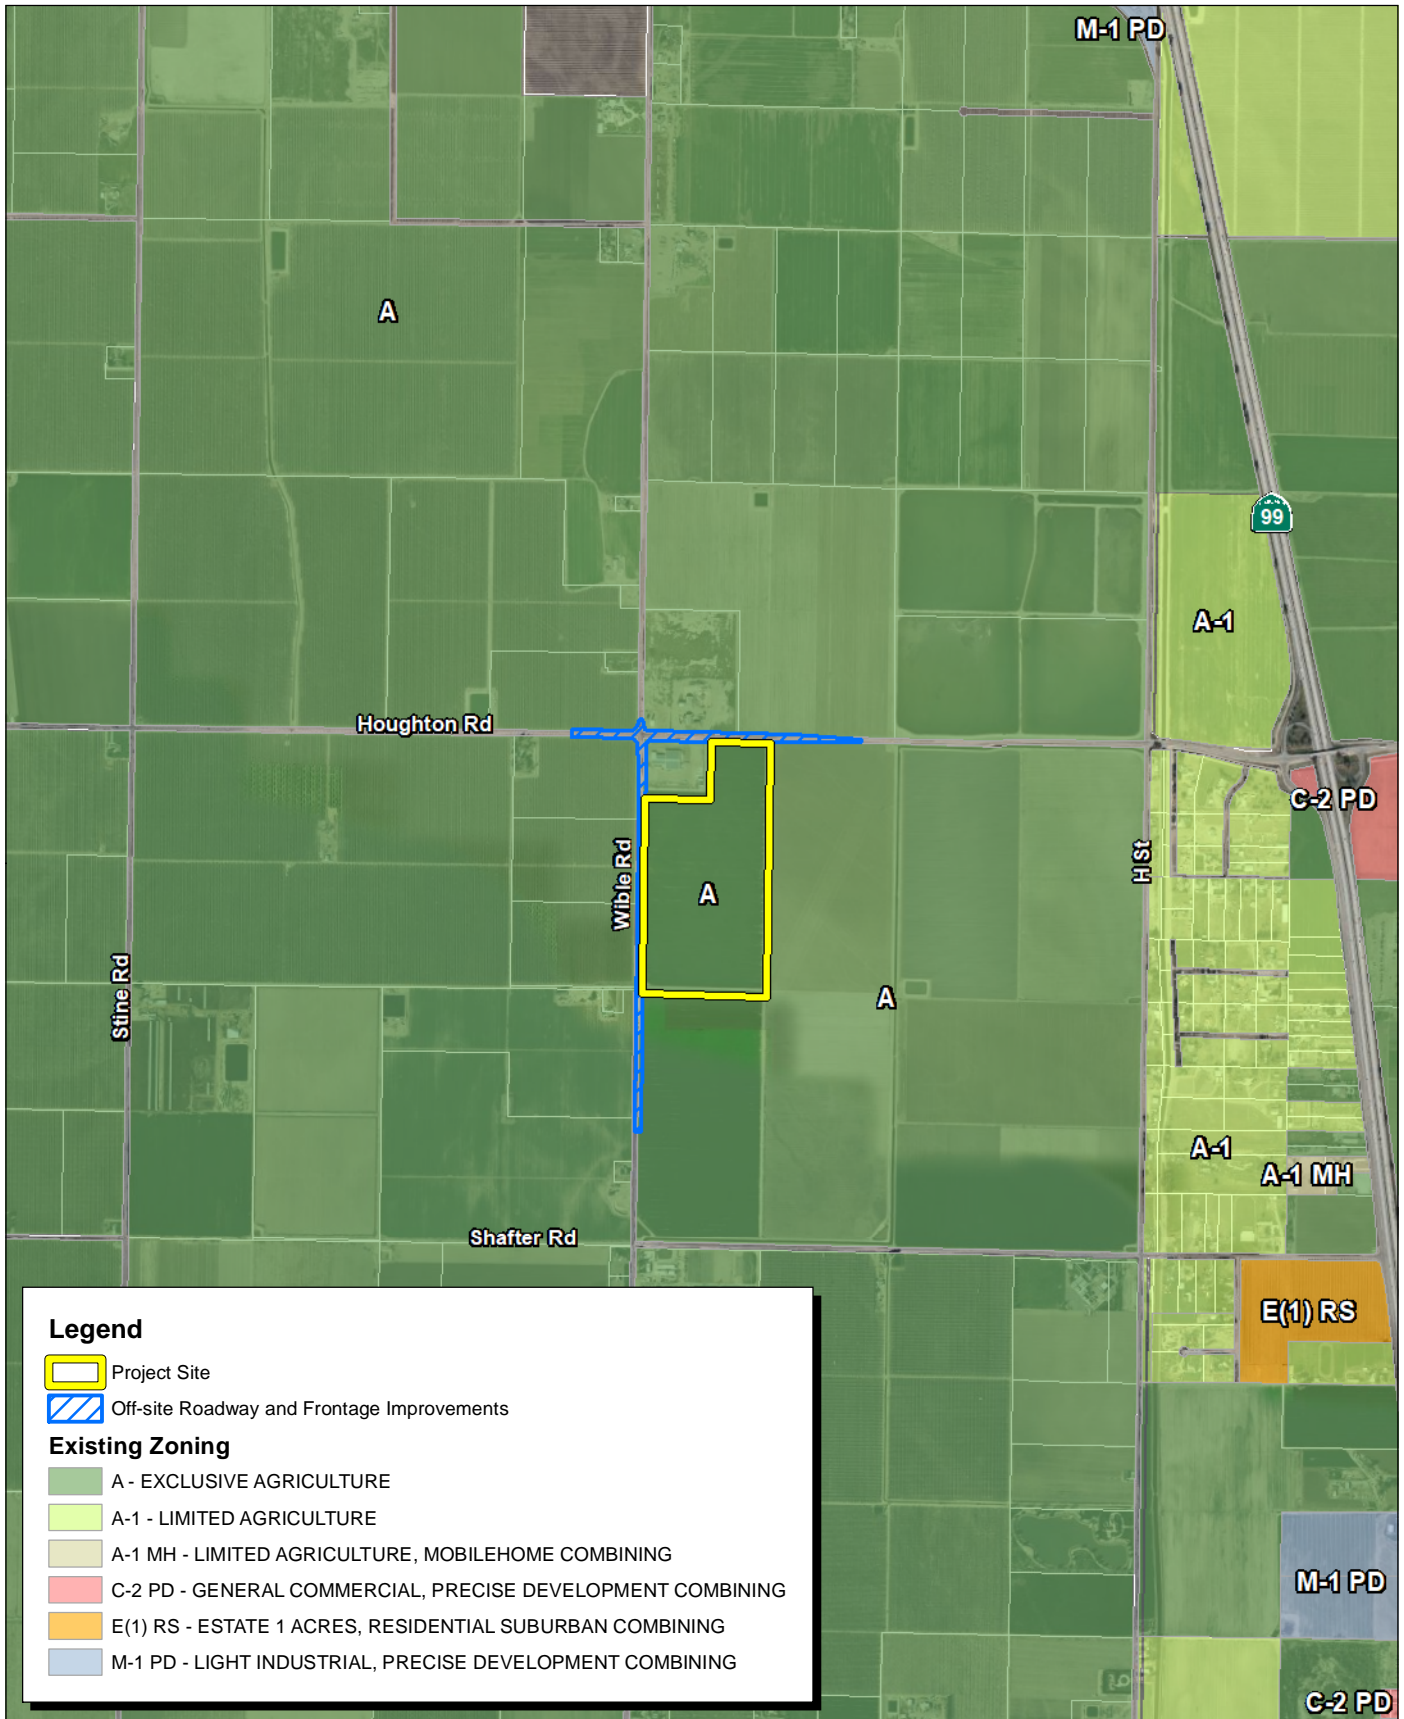 M-1 PD
A
99
A-1
Houghton Rd
C-2 PD
Wible Rd
H St
A
Stine Rd
A
A-1
A-1 MH
Shafter Rd
E(1) RS
Legend
Project Site
Off-site Roadway and Frontage Improvements
Existing Zoning
A - EXCLUSIVE AGRICULTURE
A-1 - LIMITED AGRICULTURE
A-1 MH - LIMITED AGRICULTURE, MOBILEHOME COMBINING
C-2 PD - GENERAL COMMERCIAL, PRECISE DEVELOPMENT COMBINING
E(1) RS - ESTATE 1 ACRES, RESIDENTIAL SUBURBAN COMBINING
M-1 PD - LIGHT INDUSTRIAL, PRECISE DEVELOPMENT COMBINING
M-1 PD
C-2 PD